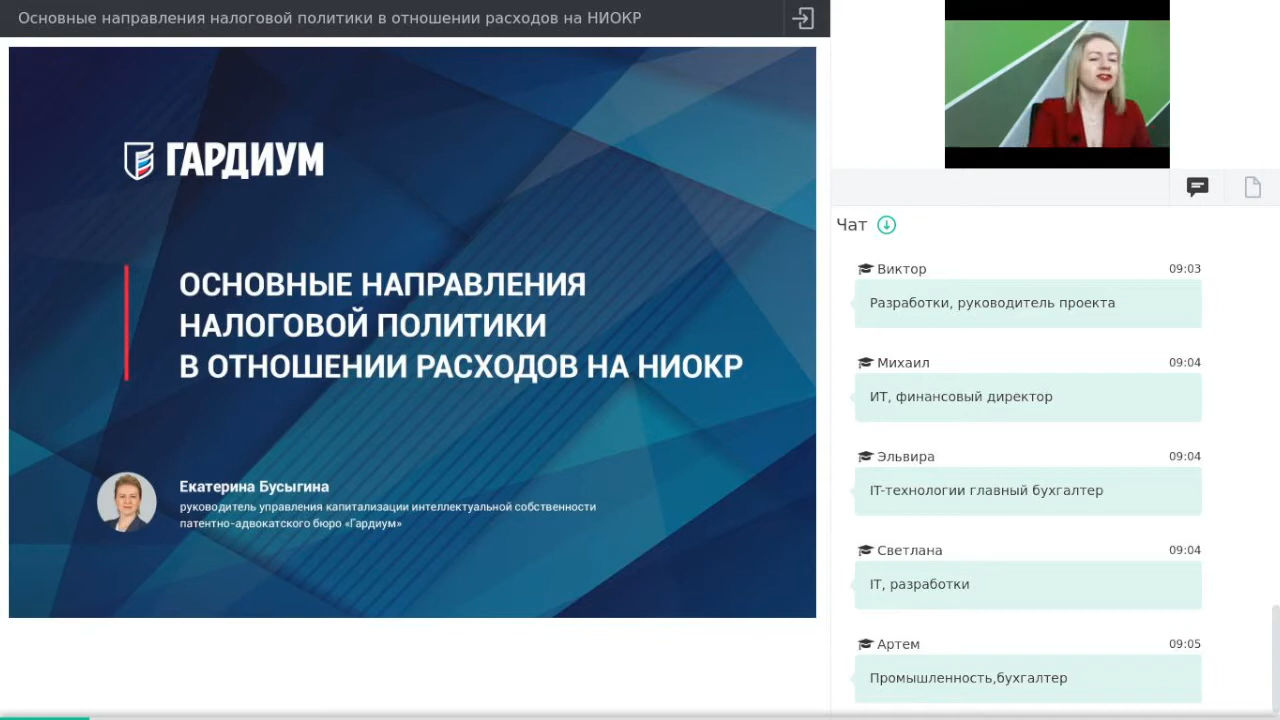 Основные направления налоговой политики в отношении расходов на НИОКР
ГАРДИУМ
ОСНОВНЫЕ НАПРАВЛЕНИЯ
НАЛОГОВОЙ ПОЛИТИКИ
В ОТНОШЕНИИ РАСХОДОВ НА НИОКР
Екатерина Бусыгина
руководитель управления капитализации интеллектуальной собственности
патентно-адвокатского бюро «Гардиум»
Чат
Виктор 09:03
Разработки, руководитель проекта
Михаил 09:04
ИТ, финансовый директор
Эльвира 09:04
IT-технологии главный бухгалтер
Светлана 09:04
IT, разработки
Артем 09:05
Промышленность,бухгалтер